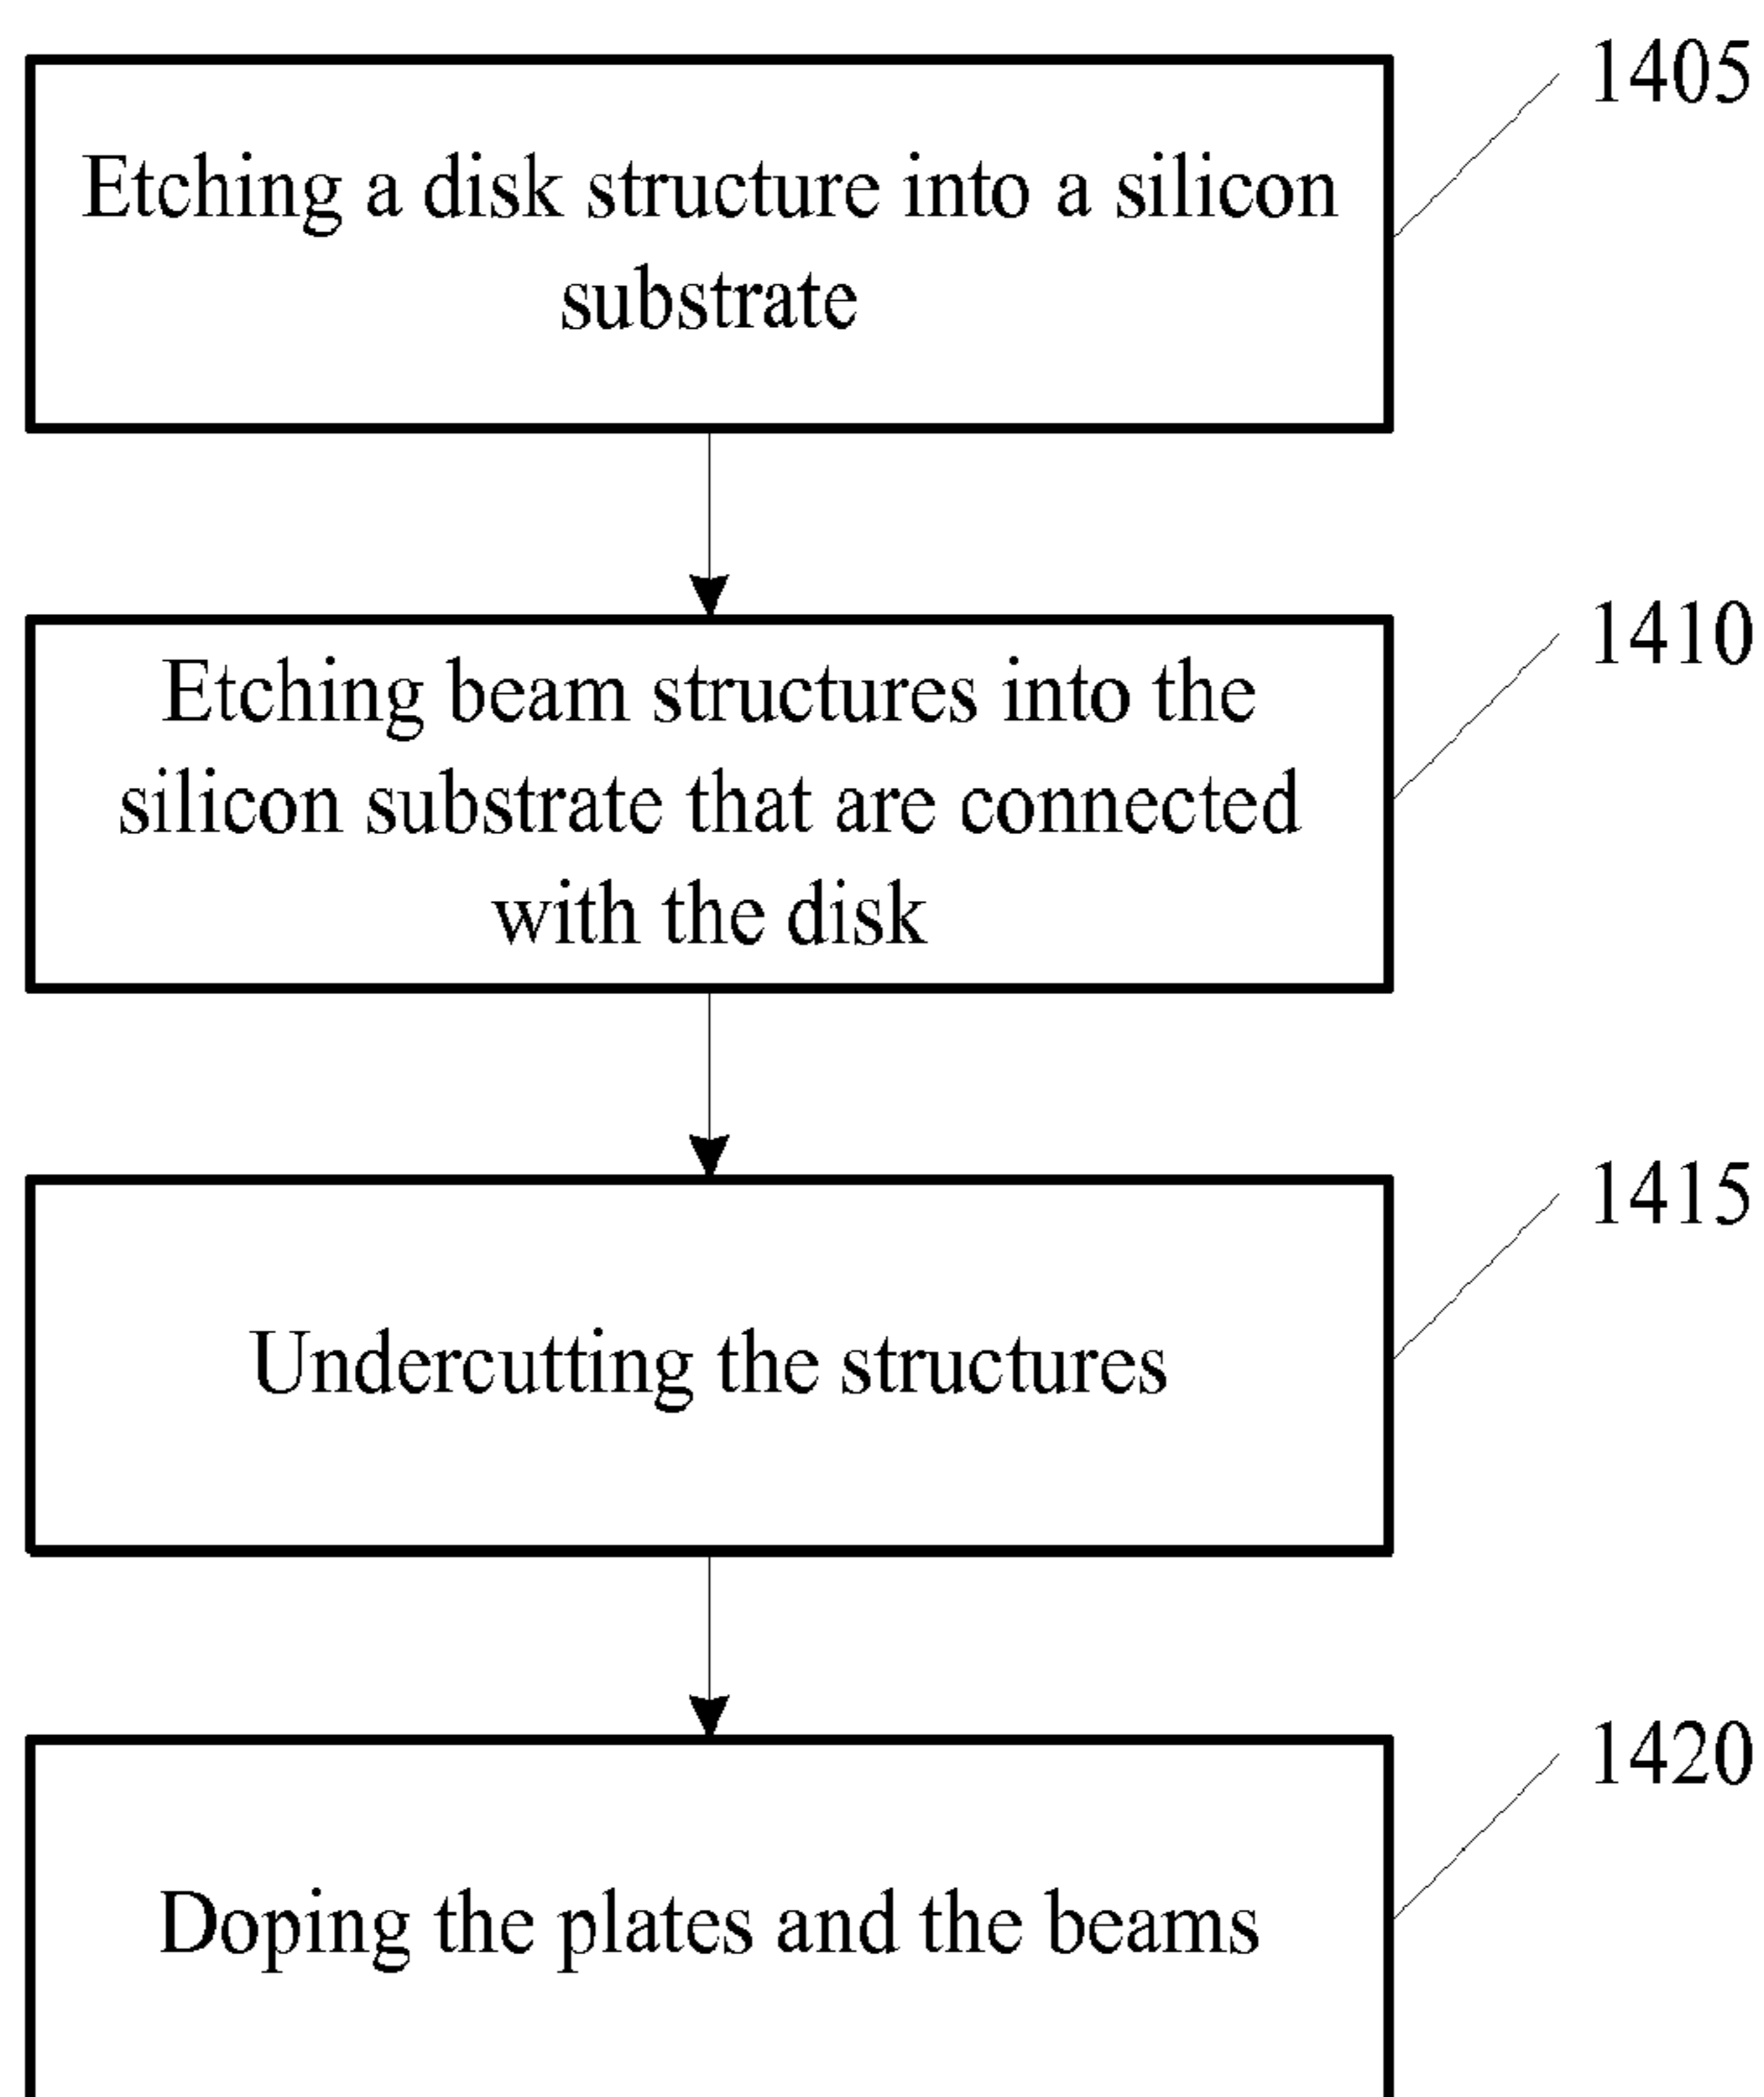 1405
Etching a disk structure into a silicon
substrate
1410
Etching beam structures into the
silicon substrate that are connected
with the disk
1415
Undercutting the structures
1420
Doping the plates and the beams